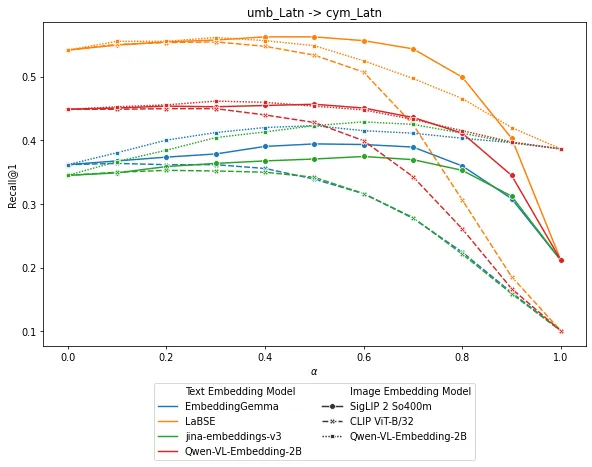 umb_Latn -> cym_Latn
Recall@1
0.5
0.4
0.3
0.2
0.1
0.0 0.2 0.4 0.6 0.8 1.0
α
Text Embedding Model Image Embedding Model
EmbeddingGemma SigLIP 2 So400m
LaBSE CLIP ViT-B/32
jina-embeddings-v3 Qwen-VL-Embedding-2B
Qwen-VL-Embedding-2B